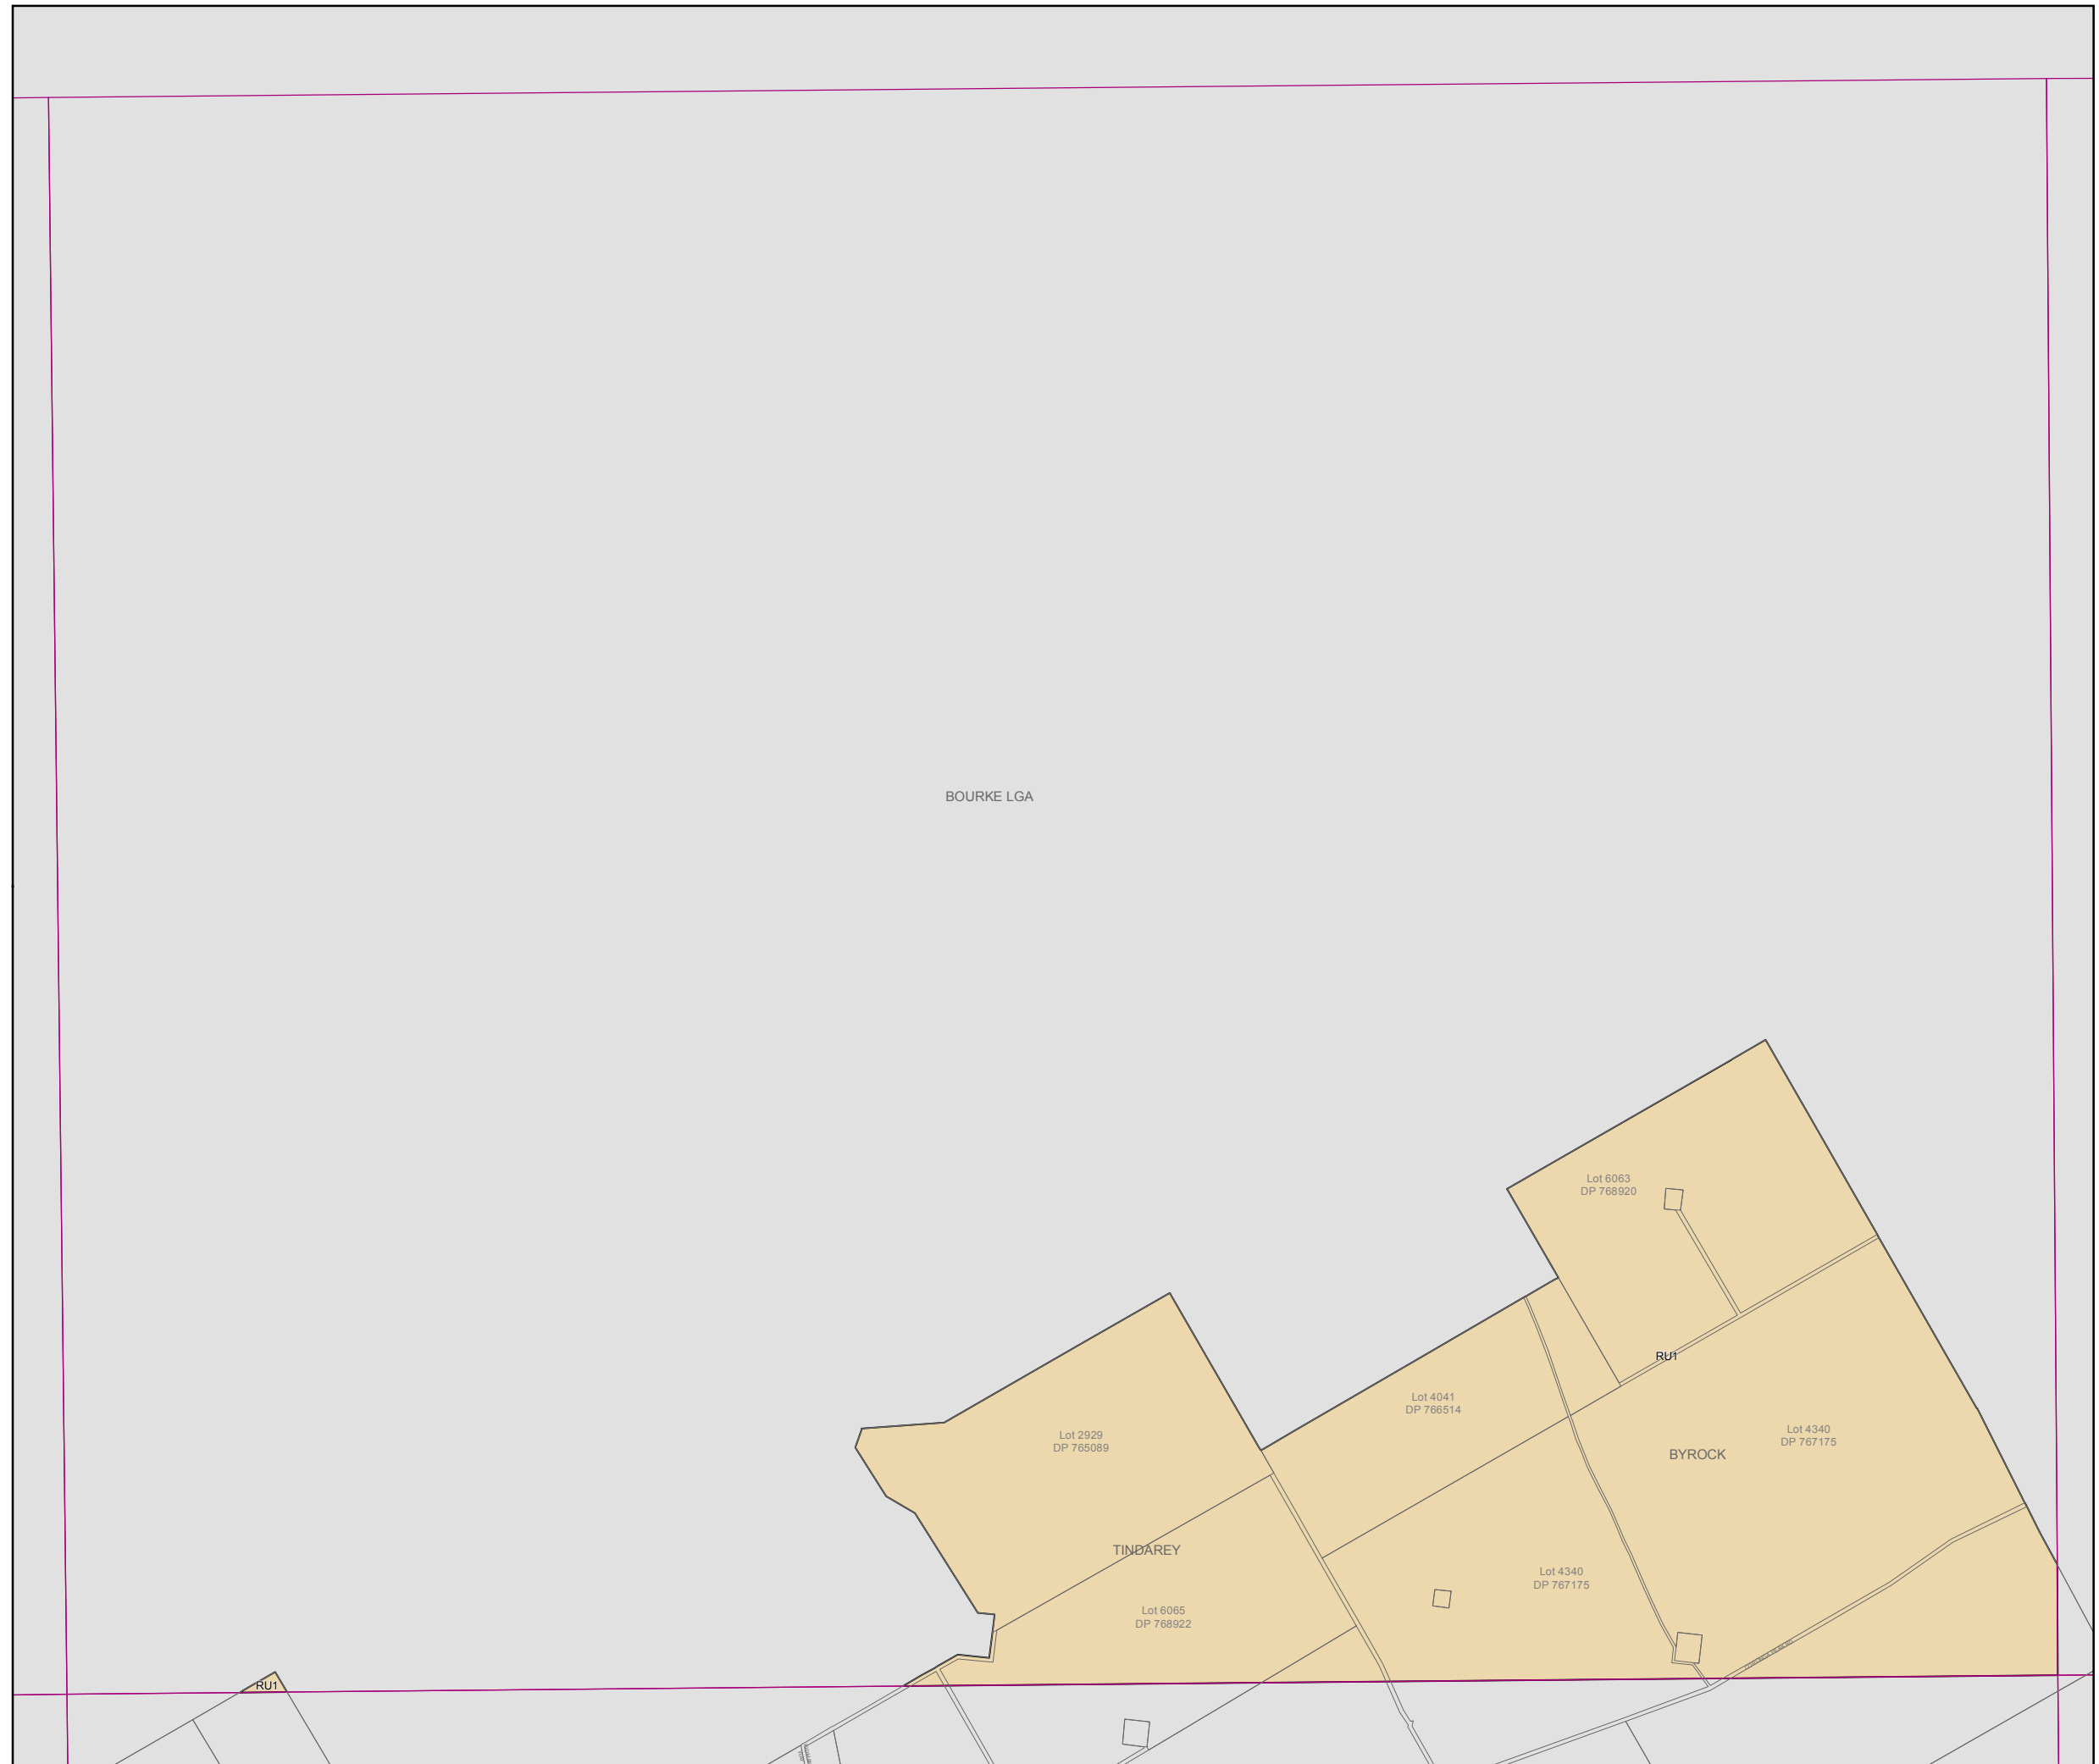 BOURKE LGA
Lot 6063
DP 768920
RU1
Lot 4041
DP 766514
Lot 4340
DP 767175
Lot 2929
DP 765089
BYROCK
TINDAREY
Lot 4340
DP 767175
Lot 6065
DP 768922
RU1